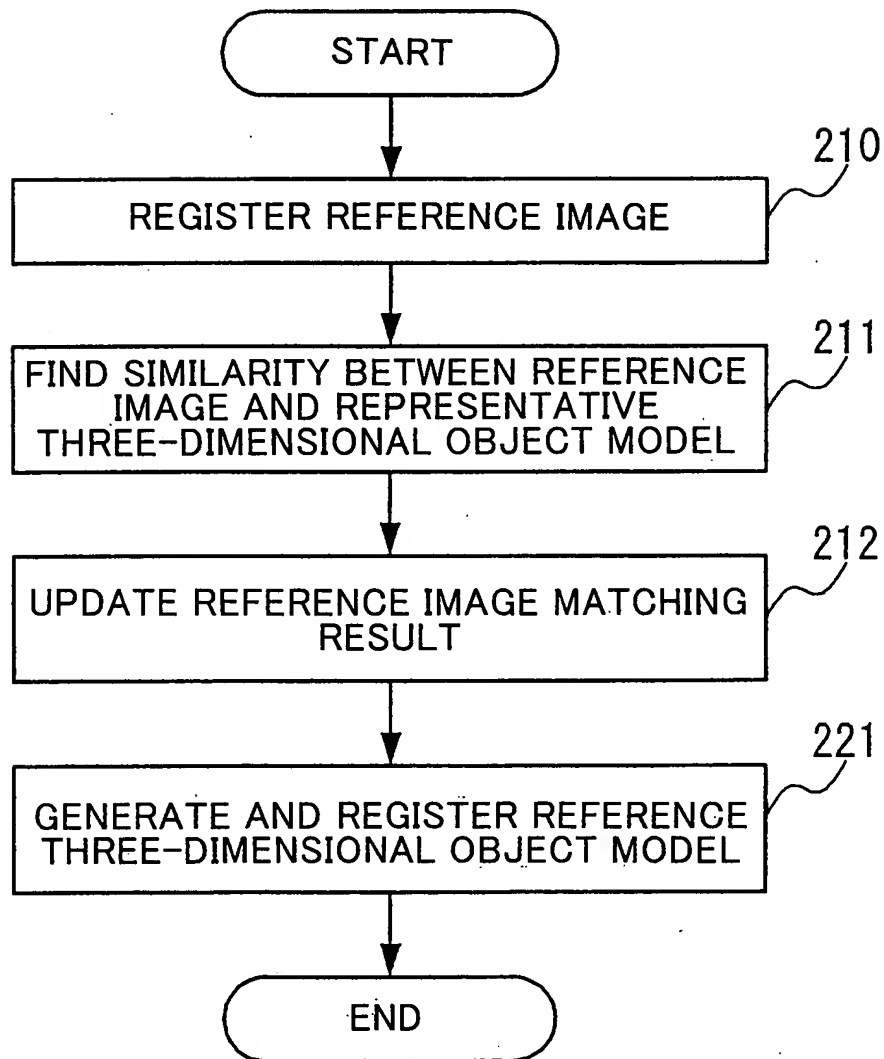 START
210
REGISTER REFERENCE IMAGE
211
FIND SIMILARITY BETWEEN REFERENCE
IMAGE AND REPRESENTATIVE
THREE-DIMENSIONAL OBJECT MODEL
212
UPDATE REFERENCE IMAGE MATCHING
RESULT
221
GENERATE AND REGISTER REFERENCE
THREE-DIMENSIONAL OBJECT MODEL
END